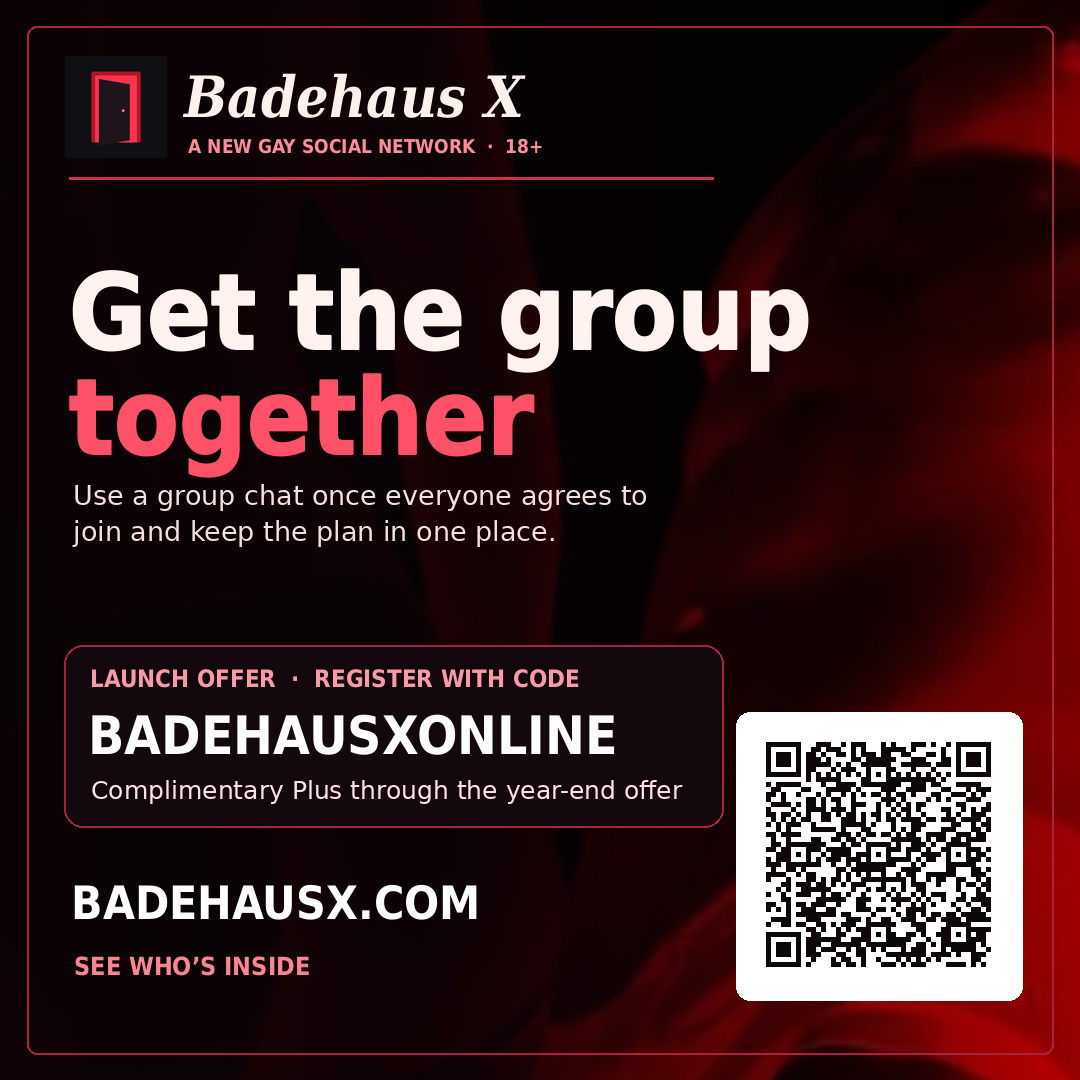 Badehaus X
A NEW GAY SOCIAL NETWORK · 18+
Get the group
together
Use a group chat once everyone agrees to
join and keep the plan in one place.
LAUNCH OFFER · REGISTER WITH CODE
BADEHAUSXONLINE
Complimentary Plus through the year-end offer
BADEHAUSX.COM
SEE WHO’S INSIDE